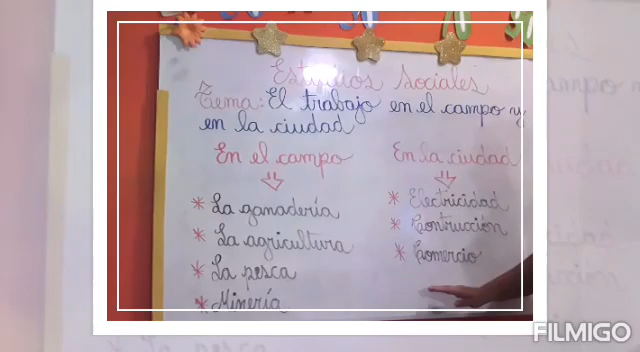 Estudios Sociales
Tema: El trabajo en el campo y
en la ciudad
En el campo
* La ganadería
* La agricultura
* La pesca
* Minería
En la ciudad
* Electricidad
* Contrucción
* Comercio
FILMIGO